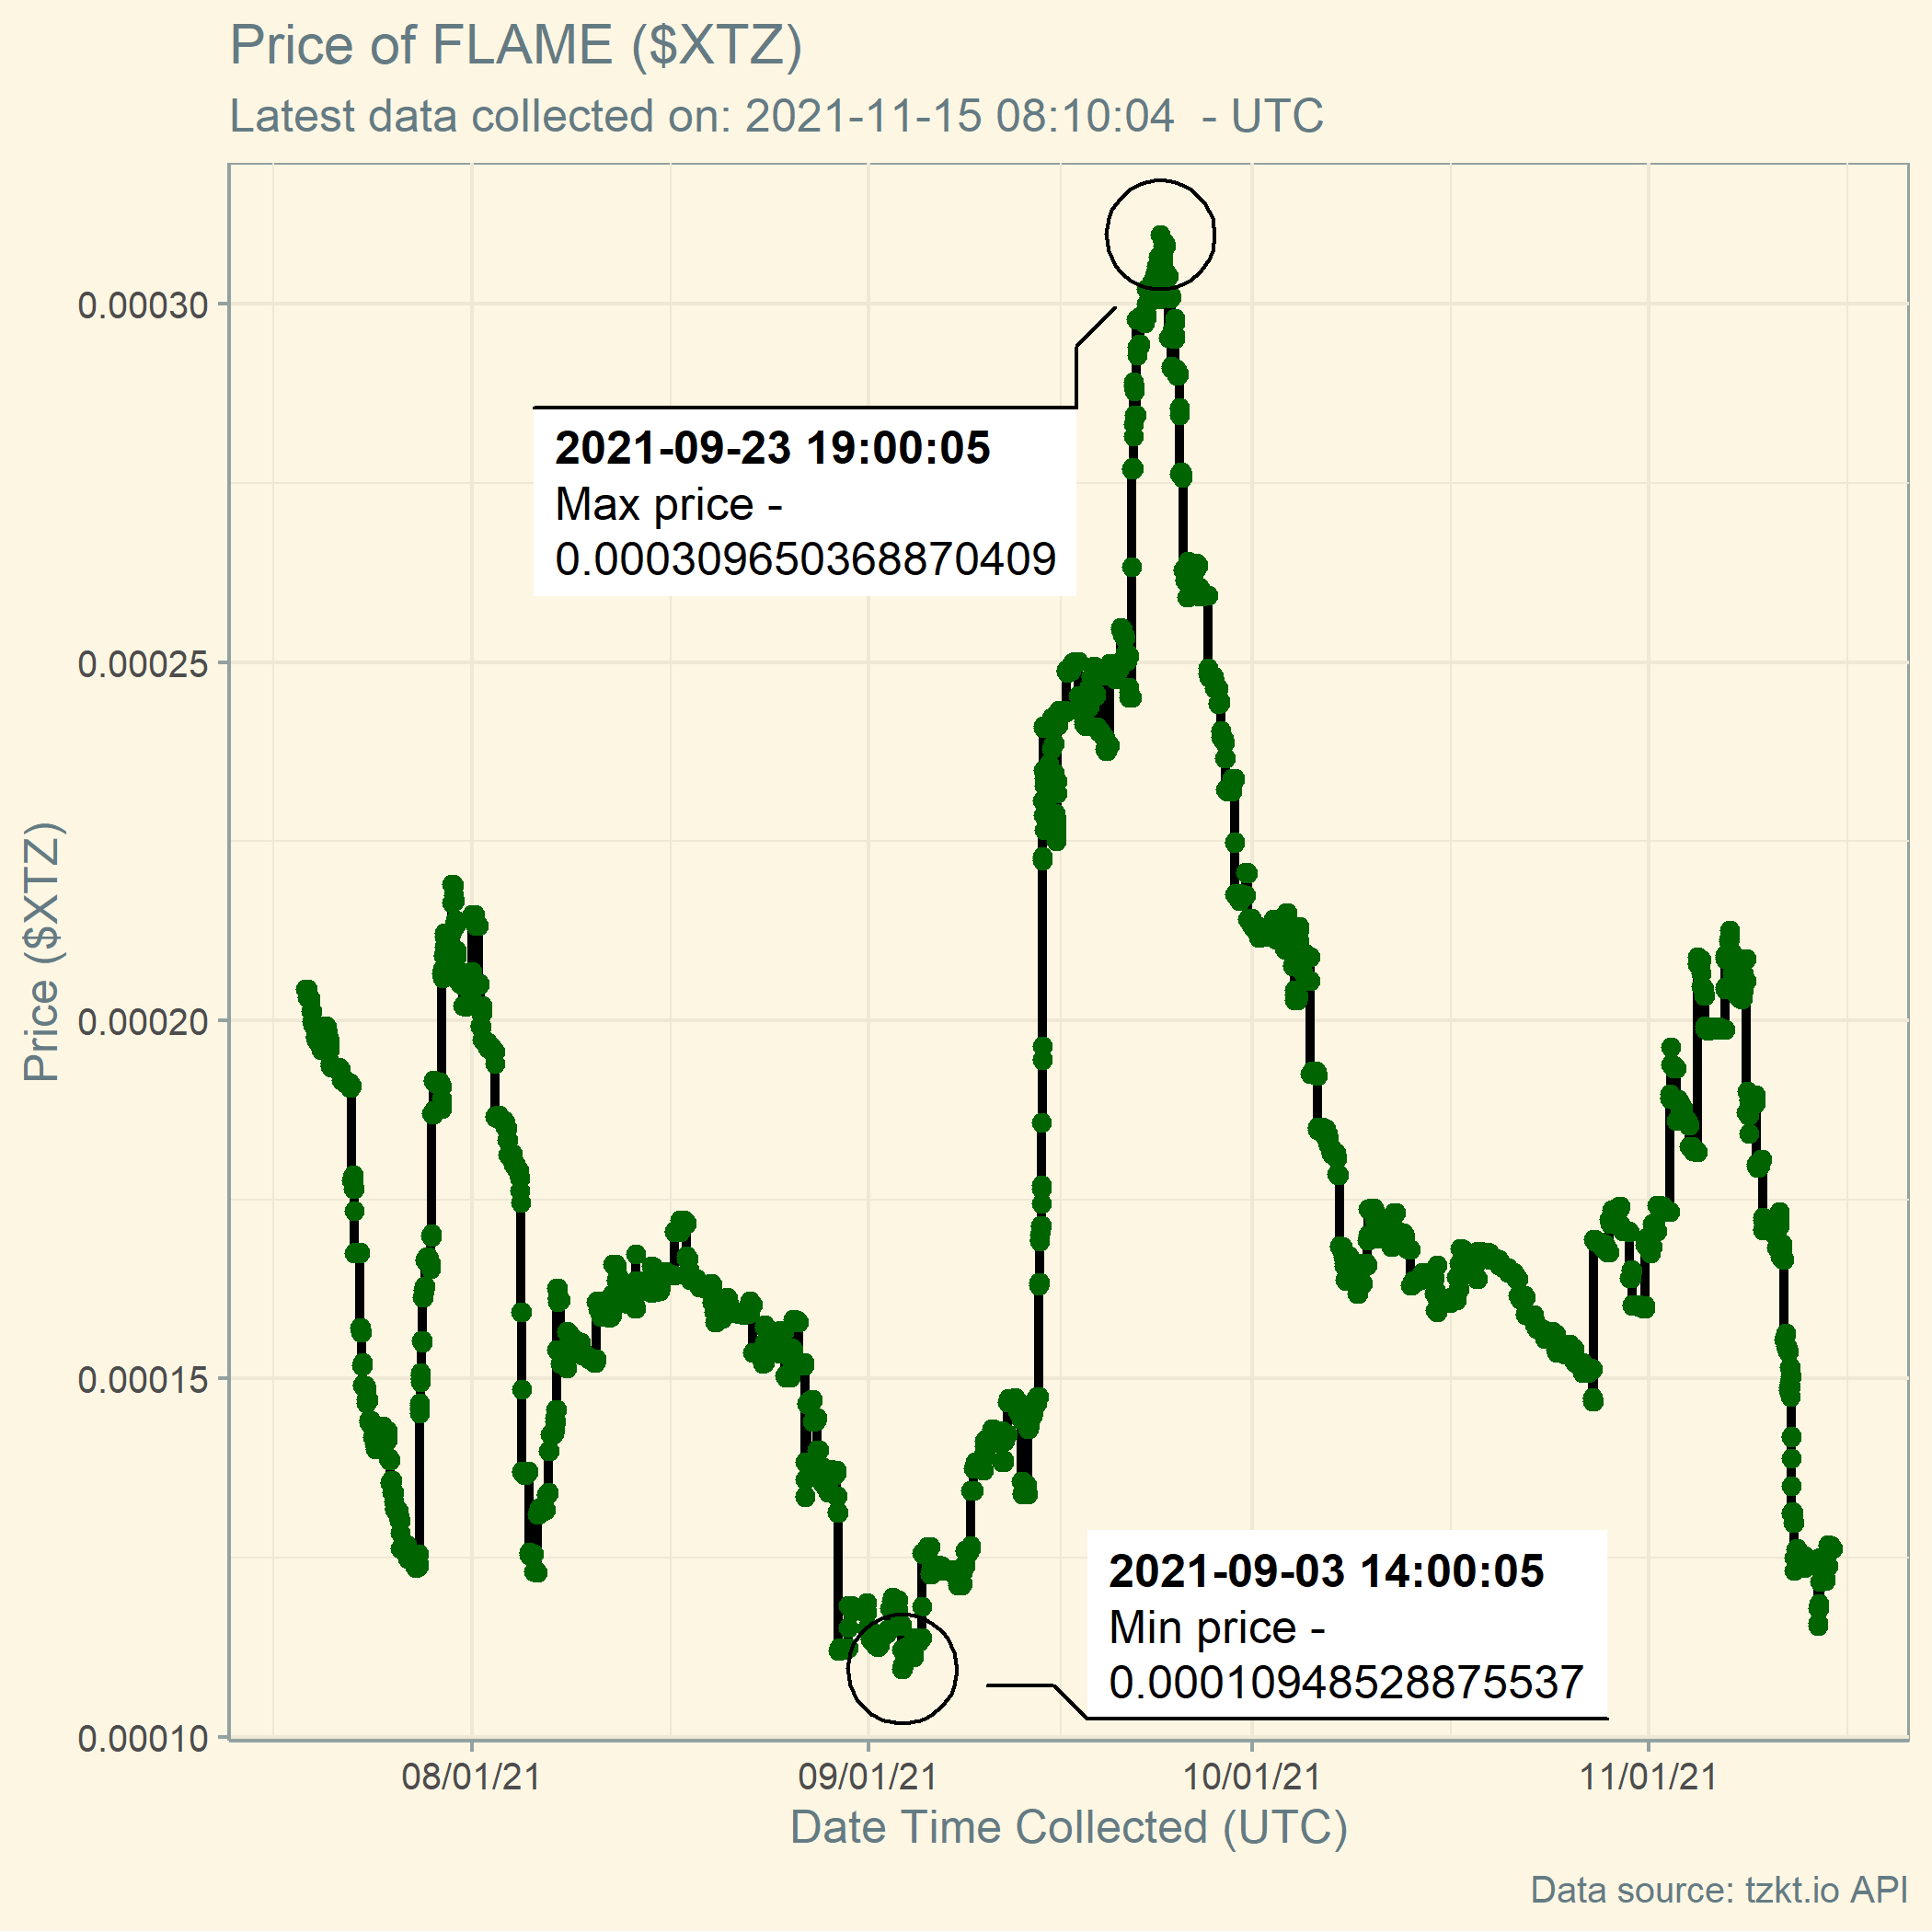 Price of FLAME ($XTZ)
Latest data collected on: 2021-11-15 08:10:04  - UTC
0.00030
0.00025
0.00020
0.00015
0.00010
Price ($XTZ)
2021-09-23 19:00:05
Max price -
0.000309650368870409
2021-09-03 14:00:05
Min price -
0.00010948528875537
08/01/21
09/01/21
10/01/21
11/01/21
Date Time Collected (UTC)
Data source: tzkt.io API